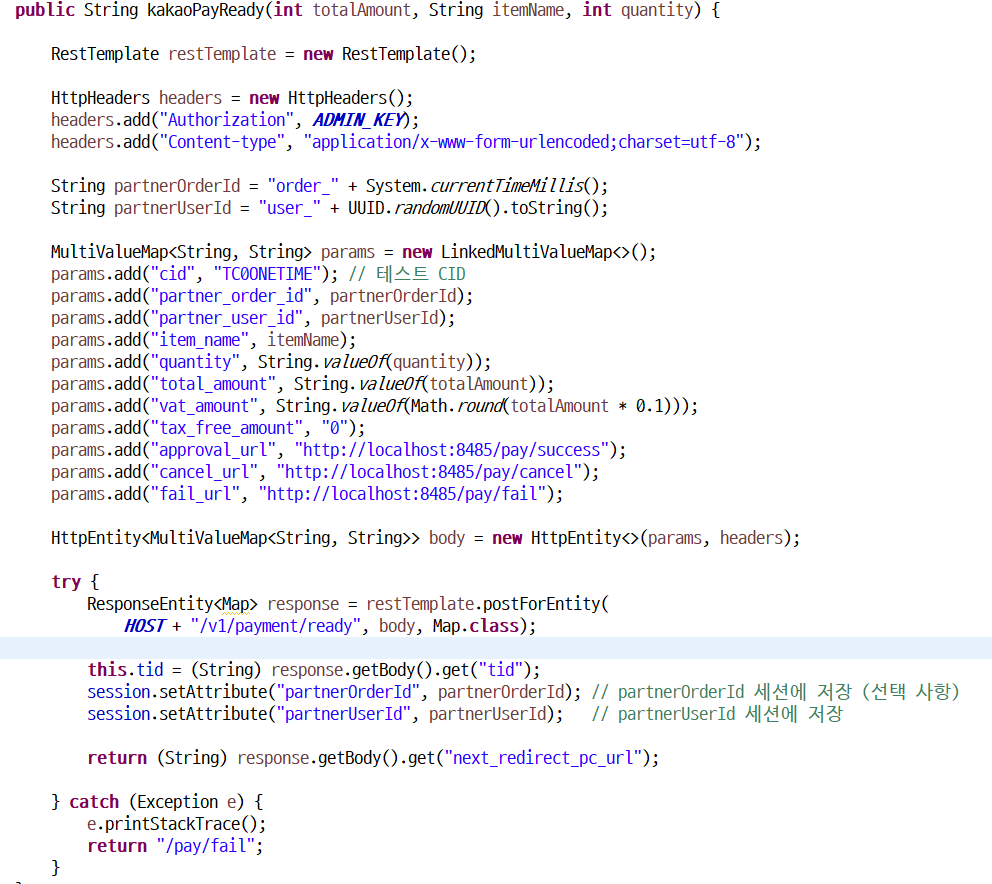 public String kakaoPayReady(int totalAmount, String itemName, int quantity) {
RestTemplate restTemplate = new RestTemplate();
HttpHeaders headers = new HttpHeaders();
headers.add("Authorization", ADMIN_KEY);
headers.add("Content-type", "application/x-www-form-urlencoded;charset=utf-8");
String partnerOrderId = "order_" + System.currentTimeMillis();
String partnerUserId = "user_" + UUID.randomUUID().toString();
MultiValueMap<String, String> params = new LinkedMultiValueMap<>();
params.add("cid", "TC0ONETIME"); // 테스트 CID
params.add("partner_order_id", partnerOrderId);
params.add("partner_user_id", partnerUserId);
params.add("item_name", itemName);
params.add("quantity", String.valueOf(quantity));
params.add("total_amount", String.valueOf(totalAmount));
params.add("vat_amount", String.valueOf(Math.round(totalAmount * 0.1)));
params.add("tax_free_amount", "0");
params.add("approval_url", "http://localhost:8485/pay/success");
params.add("cancel_url", "http://localhost:8485/pay/cancel");
params.add("fail_url", "http://localhost:8485/pay/fail");
HttpEntity<MultiValueMap<String, String>> body = new HttpEntity<>(params, headers);
try {
ResponseEntity<Map> response = restTemplate.postForEntity(
HOST + "/v1/payment/ready", body, Map.class);
this.tid = (String) response.getBody().get("tid");
session.setAttribute("partnerOrderId", partnerOrderId); // partnerOrderId 세션에 저장 (선택 사항)
session.setAttribute("partnerUserId", partnerUserId);   // partnerUserId 세션에 저장
return (String) response.getBody().get("next_redirect_pc_url");
} catch (Exception e) {
e.printStackTrace();
return "/pay/fail";
}